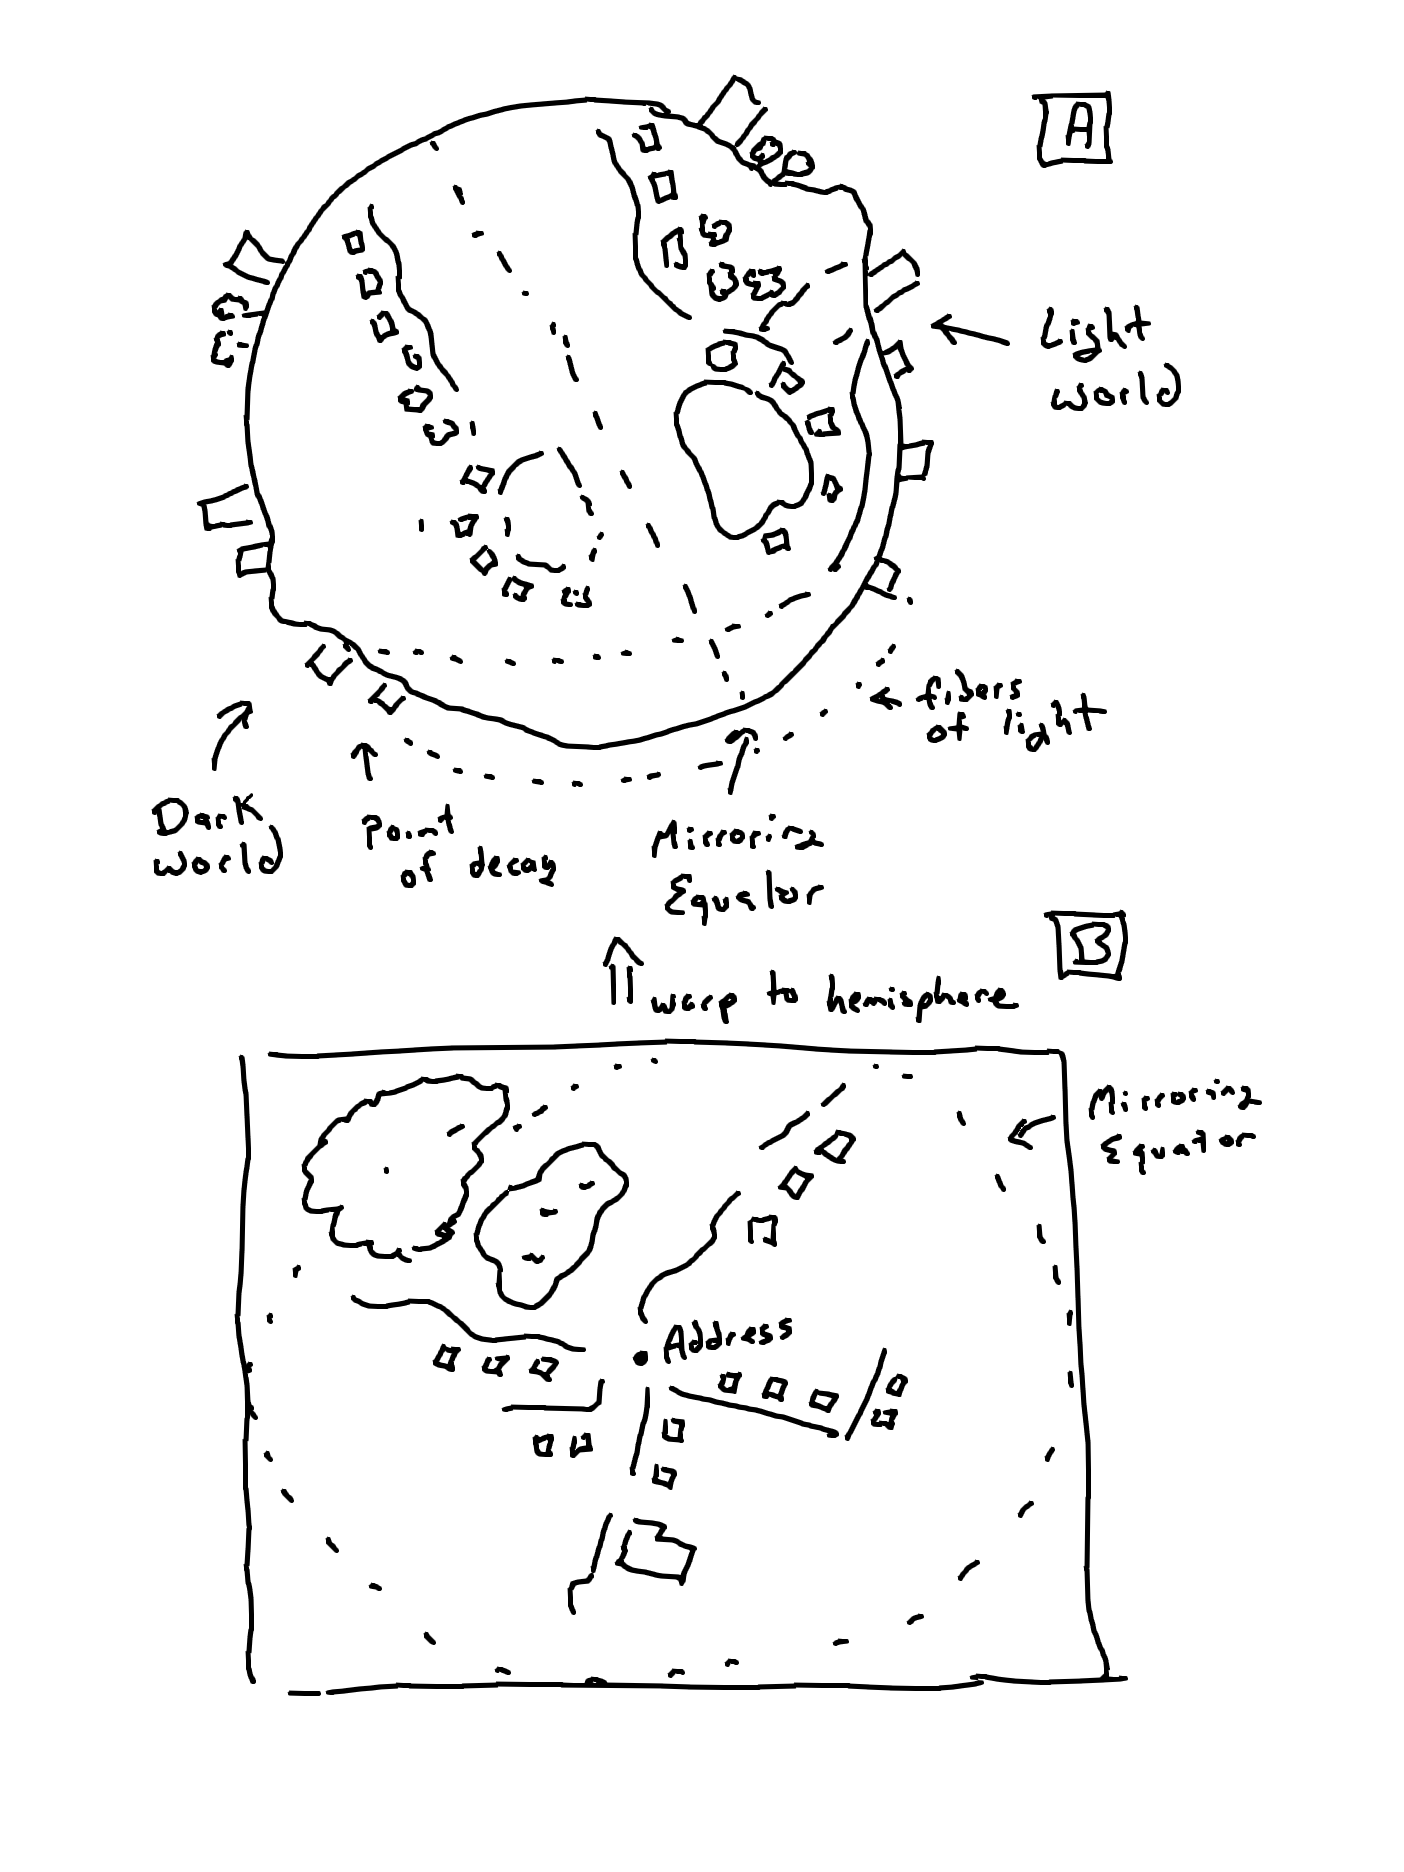 A
Light
world
fibers
of light
Dark
world
Point
of decay
Mirroring
Equator
B
warp to hemisphere
Mirroring
Equator
Address